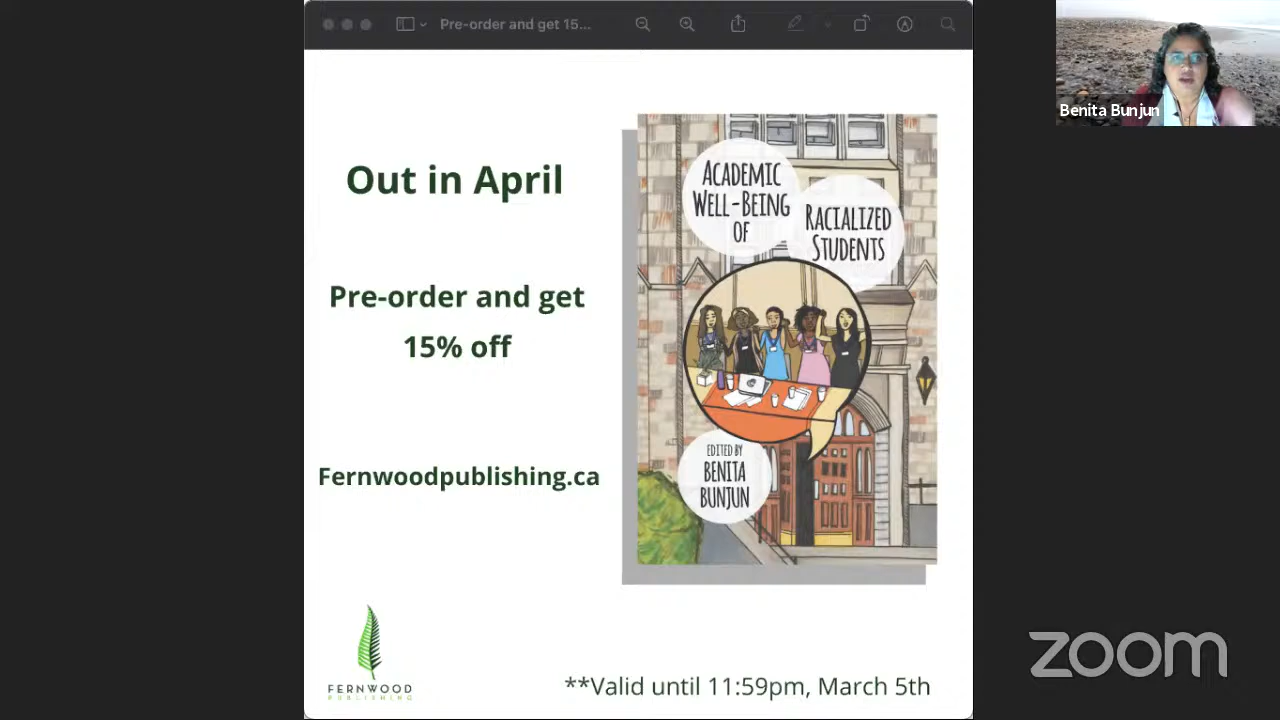 Pre-order and get 15...
Benita Bunjun
Out in April
Pre-order and get
15% off
Fernwoodpublishing.ca
ACADEMIC
WELL-BEING
OF
RACIALIZED
STUDENTS
EDITED BY
BENITA
BUNJUN
FERNWOOD
PUBLISHING
**Valid until 11:59pm, March 5th
zoom